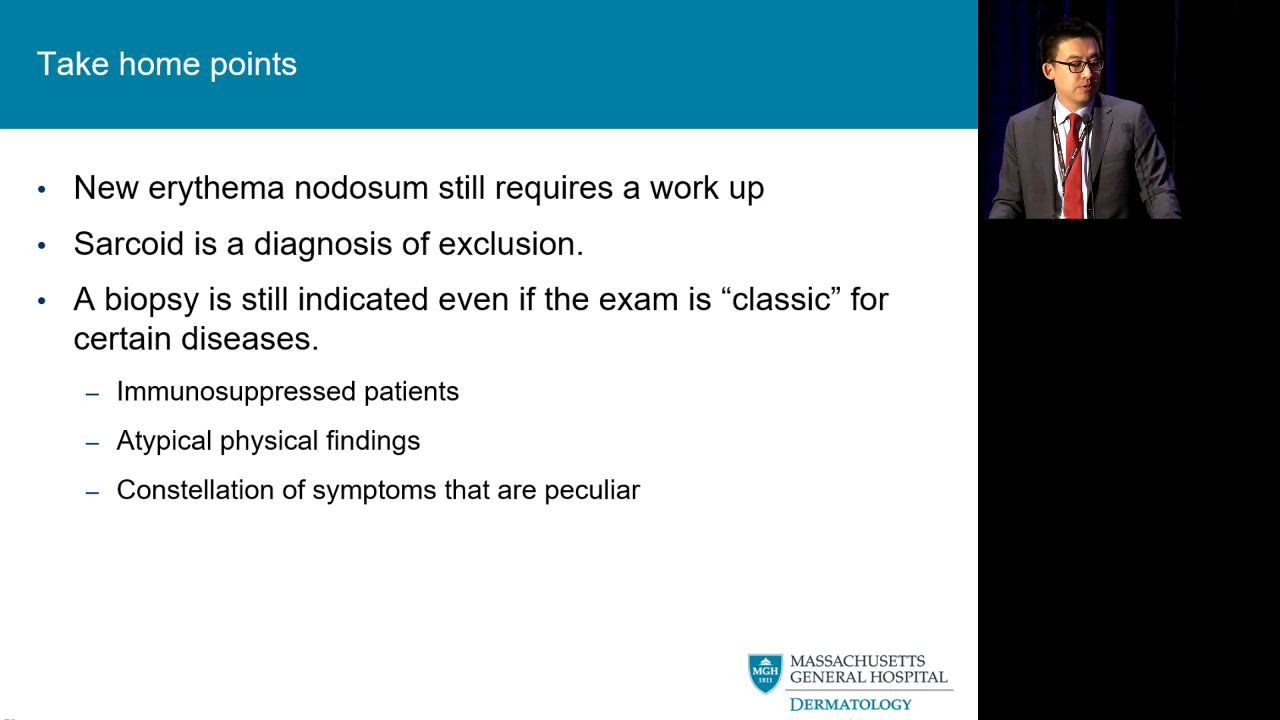 Take home points
• New erythema nodosum still requires a work up
• Sarcoid is a diagnosis of exclusion.
• A biopsy is still indicated even if the exam is “classic” for
certain diseases.
– Immunosuppressed patients
– Atypical physical findings
– Constellation of symptoms that are peculiar
MGH
1811
MASSACHUSETTS
GENERAL HOSPITAL
DERMATOLOGY